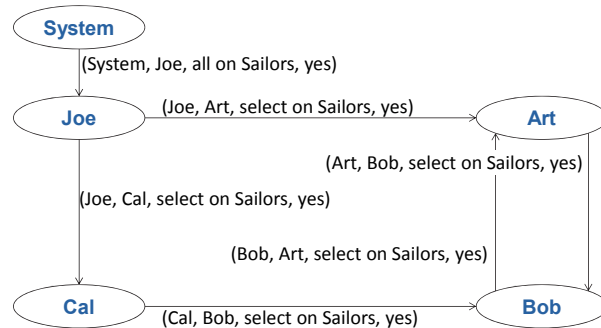 System
(System, Joe, all on Sailors, yes)
Joe
(Joe, Art, select on Sailors, yes)
Art
(Art, Bob, select on Sailors, yes)
(Joe, Cal, select on Sailors, yes)
(Bob, Art, select on Sailors, yes)
Cal
(Cal, Bob, select on Sailors, yes)
Bob